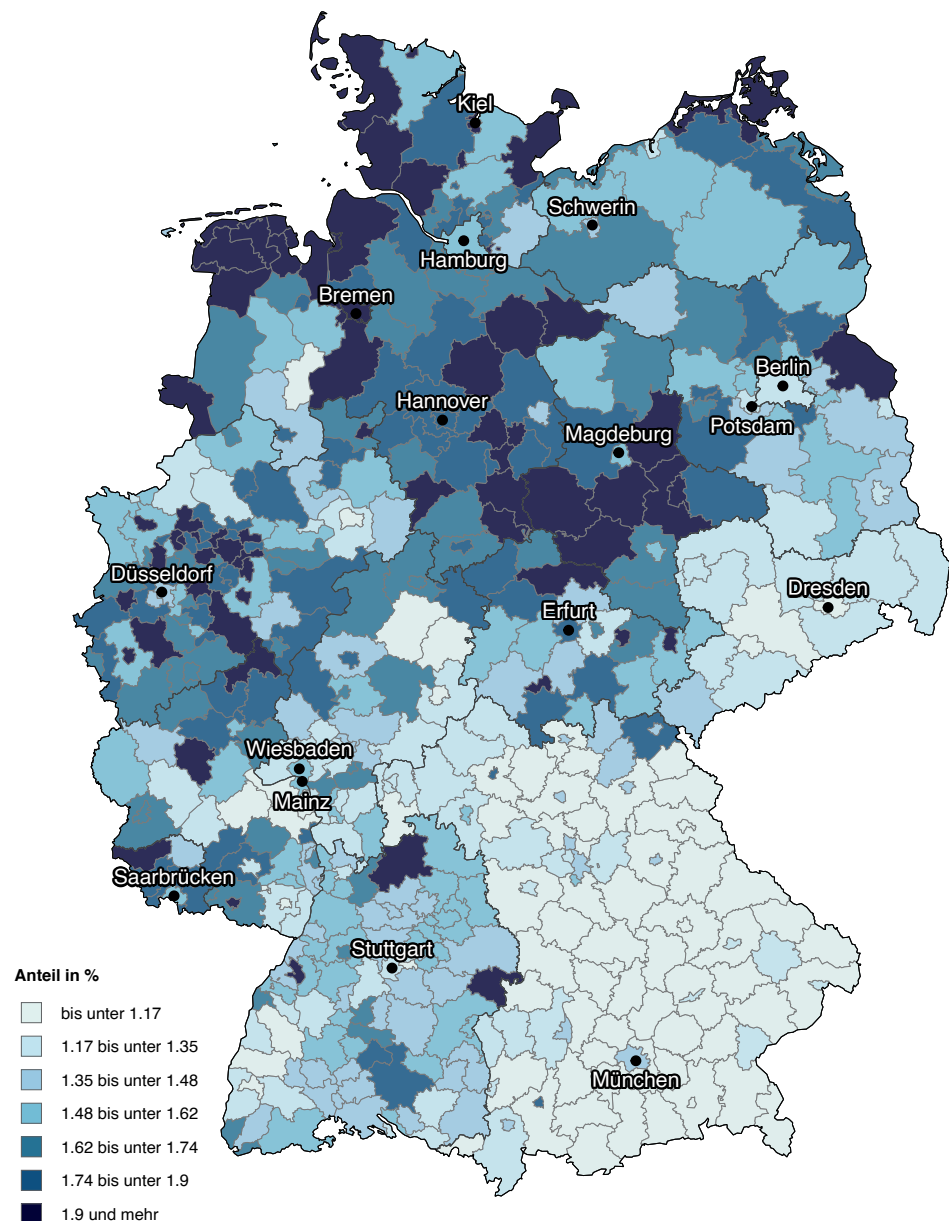 Kiel
Schwerin
Hamburg
Bremen
Berlin
Hannover
Potsdam
Magdeburg
Düsseldorf
Dresden
Erfurt
Wiesbaden
Mainz
Saarbrücken
Stuttgart
München
Anteil in %
bis unter 1.17
1.17 bis unter 1.35
1.35 bis unter 1.48
1.48 bis unter 1.62
1.62 bis unter 1.74
1.74 bis unter 1.9
1.9 und mehr